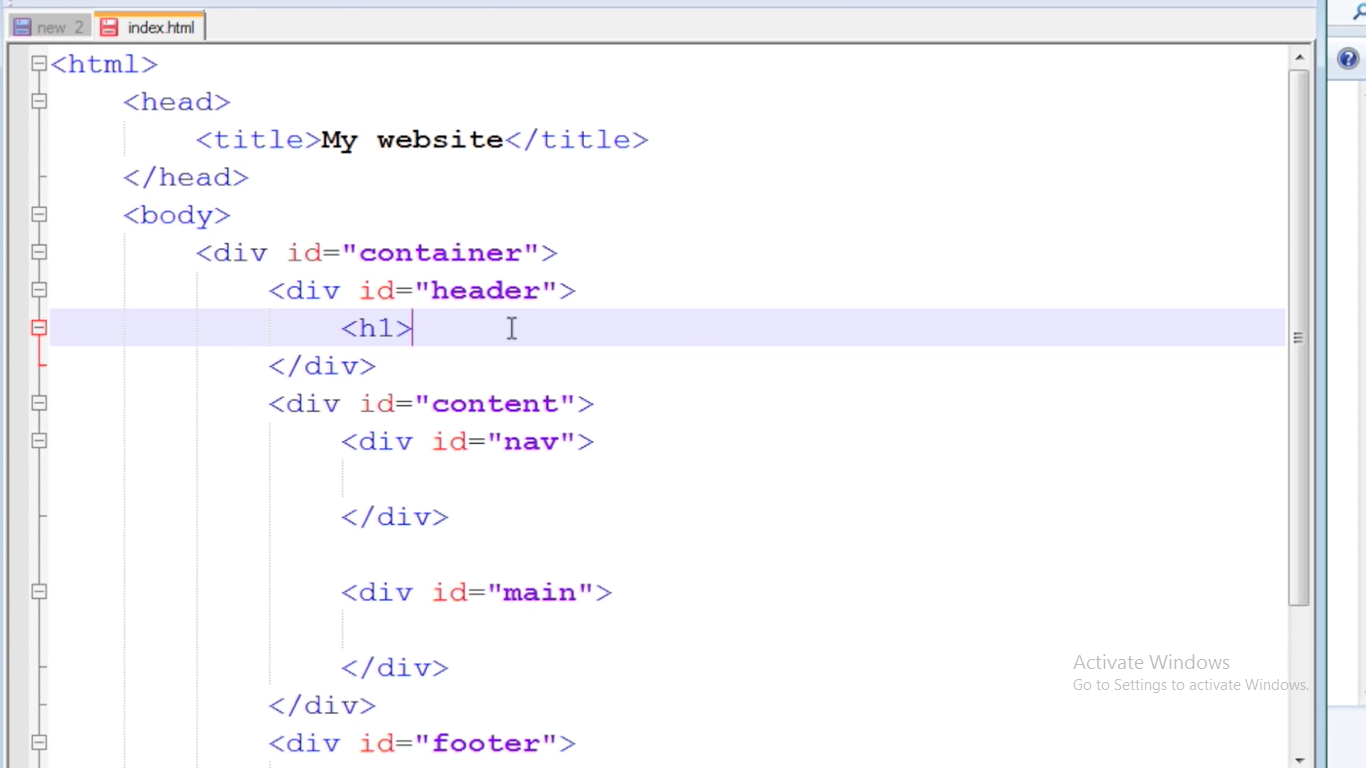 new 2 index.html
<html>
<head>
<title>My website</title>
</head>
<body>
<div id="container">
<div id="header">
<h1>
</div>
<div id="content">
<div id="nav">
</div>
<div id="main">
</div>
</div>
<div id="footer">
Activate Windows
Go to Settings to activate Windows.